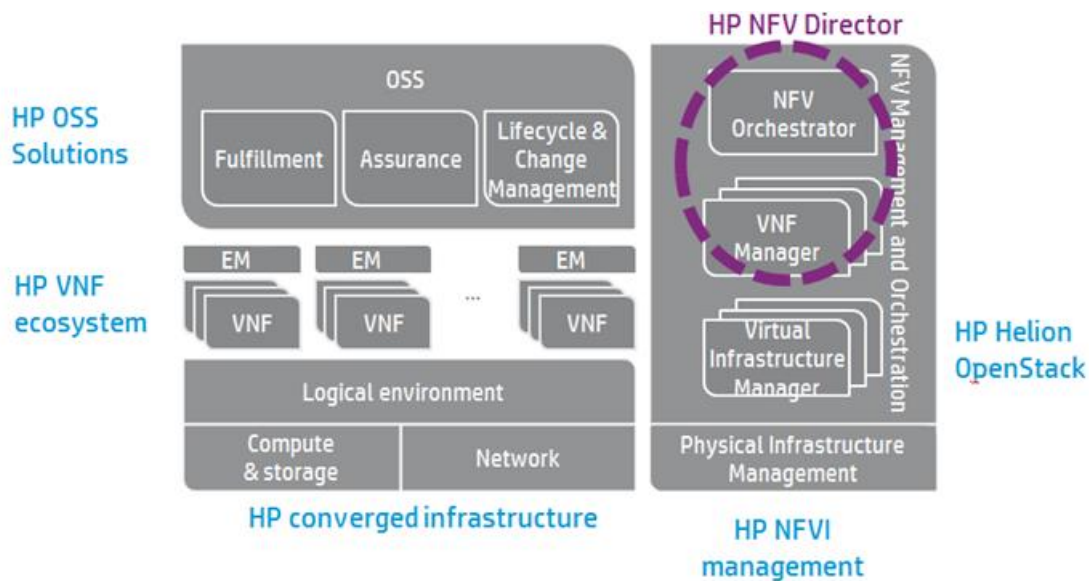 HP NFV Director
OSS
HP OSS
Solutions
Fulfillment
Assurance
Lifecycle &
Change
Management
NFV
Orchestrator
VNF
Manager
NFV Management and Orchestration
HP VNF
ecosystem
EM
EM
EM
VNF
VNF
...
VNF
Virtual
Infrastructure
Manager
HP Helion
OpenStack
Logical environment
Compute
& storage
Network
Physical Infrastructure
Management
HP converged infrastructure
HP NFVI
management